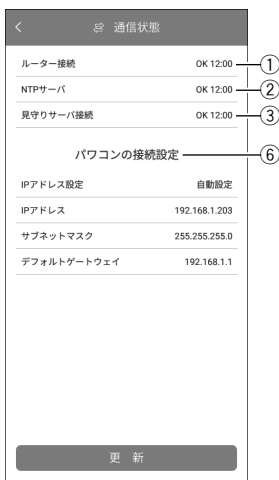 通信状態
ルーター接続 OK 12:00 ①
NTPサーバ OK 12:00 ②
見守りサーバ接続 OK 12:00 ③
パワコンの接続設定 ⑥
IPアドレス設定 自動設定
IPアドレス 192.168.1.203
サブネットマスク 255.255.255.0
デフォルトゲートウェイ 192.168.1.1
更 新